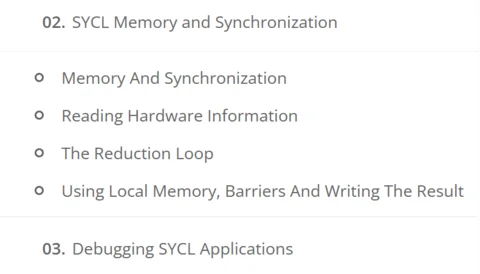 02. SYCL Memory and Synchronization
Memory And Synchronization
Reading Hardware Information
The Reduction Loop
Using Local Memory, Barriers And Writing The Result
03. Debugging SYCL Applications